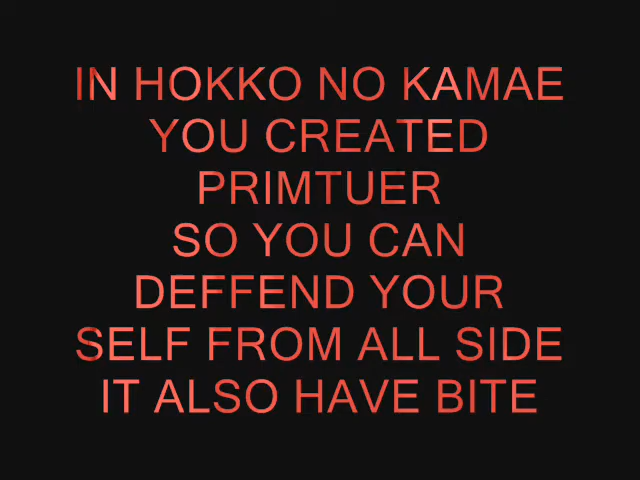 IN HOKKO NO KAMAE
YOU CREATED
PRIMTUER
SO YOU CAN
DEFFEND YOUR
SELF FROM ALL SIDE
IT ALSO HAVE BITE